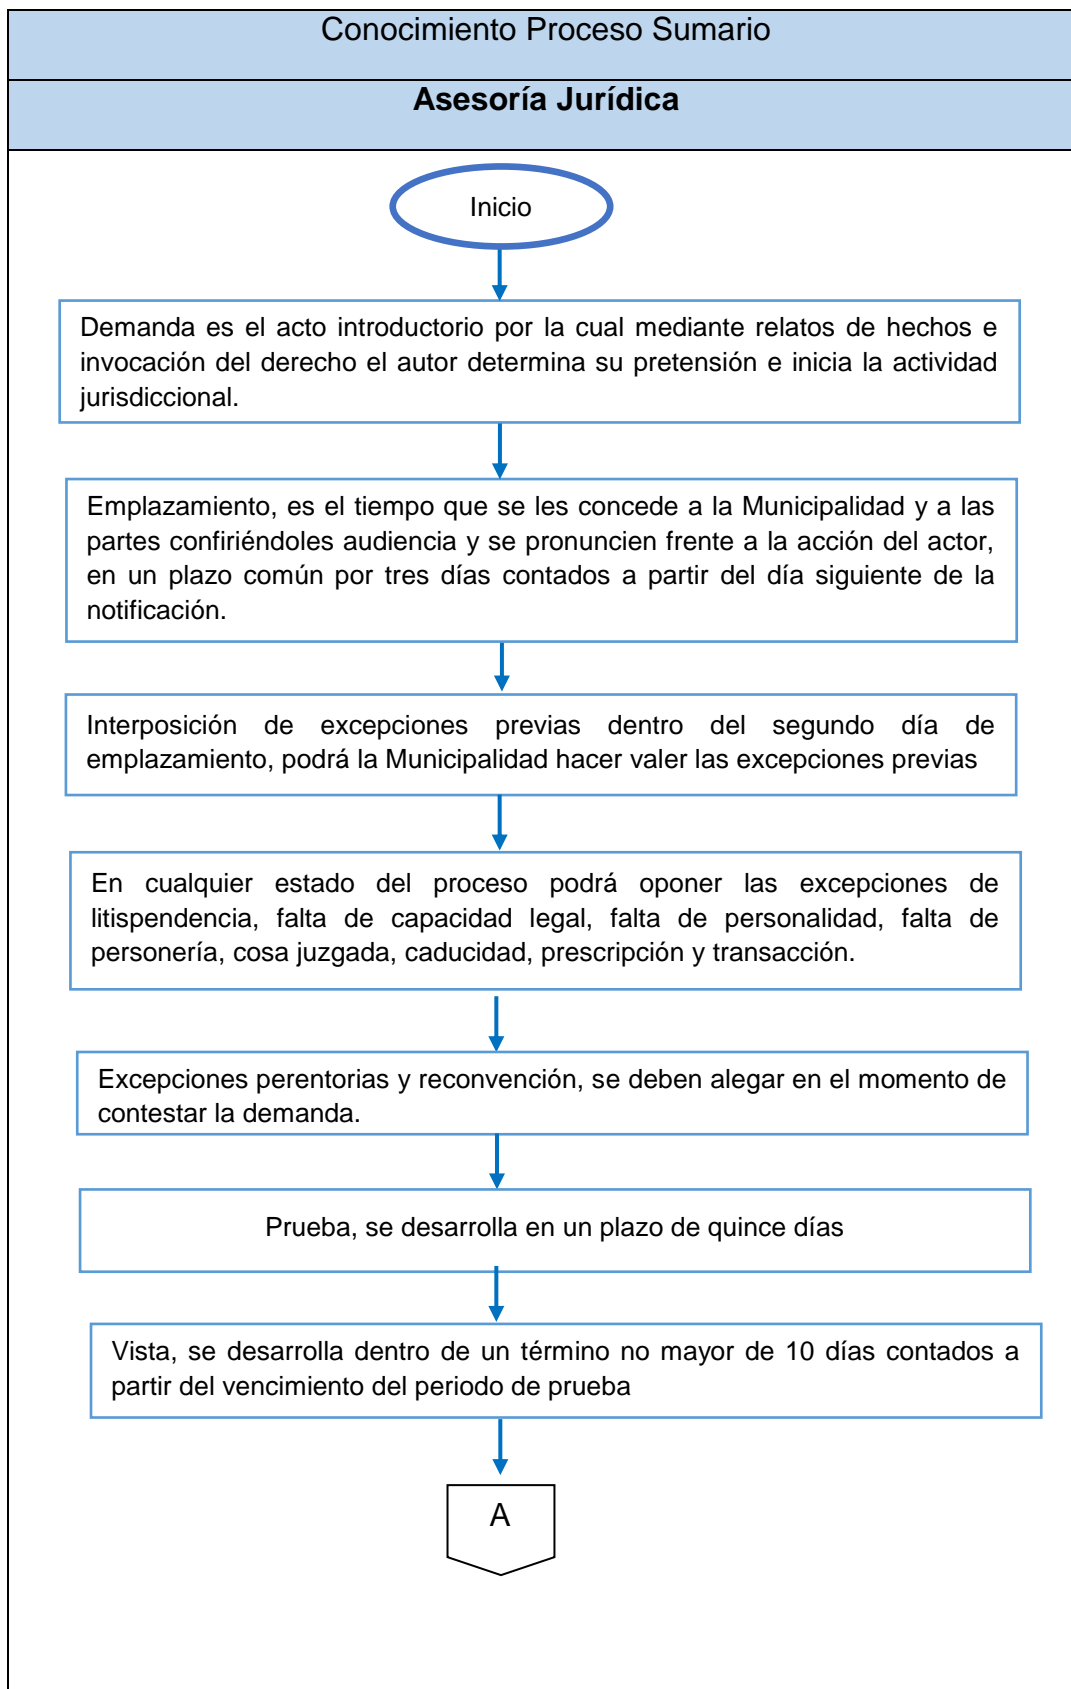 Conocimiento Proceso Sumario
Asesoría Jurídica
Inicio
Demanda es el acto introductorio por la cual mediante relatos de hechos e
invocación del derecho el autor determina su pretensión e inicia la actividad
jurisdiccional.
Emplazamiento, es el tiempo que se les concede a la Municipalidad y a las
partes confiriéndoles audiencia y se pronuncien frente a la acción del actor,
en un plazo común por tres días contados a partir del día siguiente de la
notificación.
Interposición de excepciones previas dentro del segundo día de
emplazamiento, podrá la Municipalidad hacer valer las excepciones previas
En cualquier estado del proceso podrá oponer las excepciones de
litispendencia, falta de capacidad legal, falta de personalidad, falta de
personería, cosa juzgada, caducidad, prescripción y transacción.
Excepciones perentorias y reconvención, se deben alegar en el momento de
contestar la demanda.
Prueba, se desarrolla en un plazo de quince días
Vista, se desarrolla dentro de un término no mayor de 10 días contados a
partir del vencimiento del periodo de prueba
A